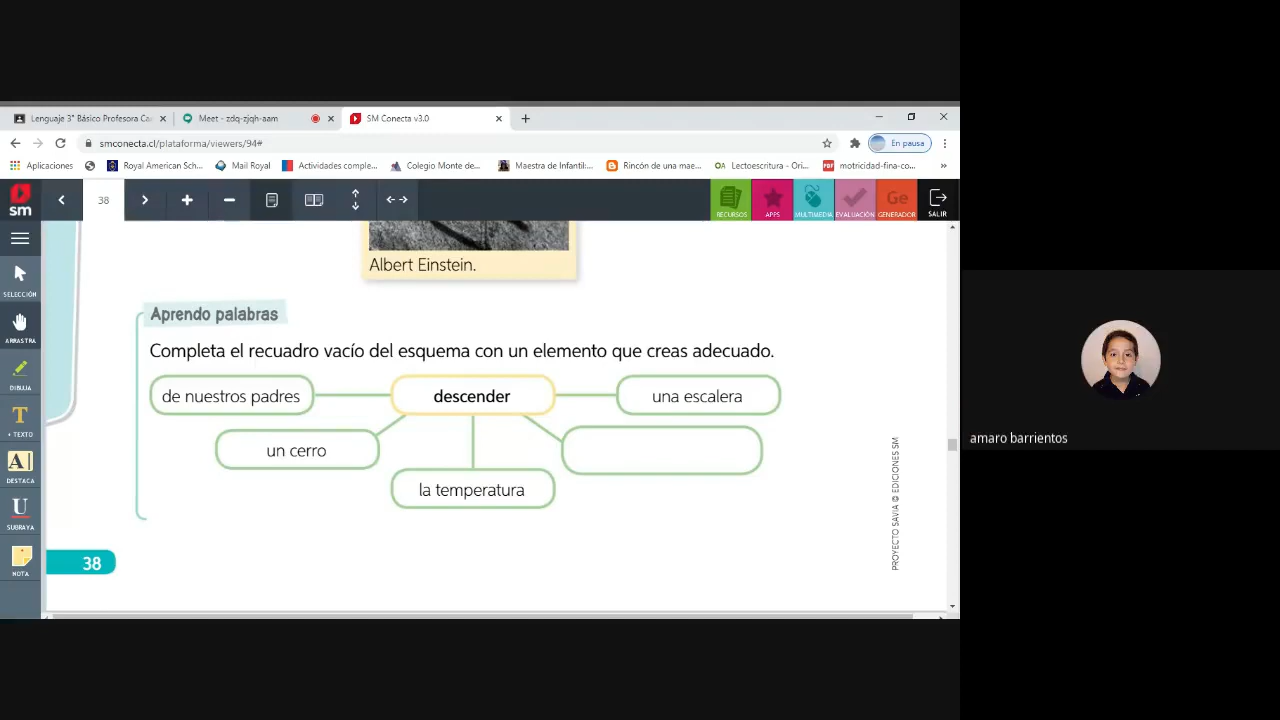 Lenguaje 3° Básico Profesora Ca
Meet - zdq-zjqh-aam
SM Conecta v3.0
smconecta.cl/plataforma/viewers/94#
En pausa
Aplicaciones
Royal American Sch...
Mail Royal
Actividades comple...
Colegio Monte de...
Maestra de Infantil:...
Rincón de una mae...
OA Lectoescritura - Ori...
PDF motricidad-fina-co...
»
sm
38
RECURSOS
APPS
MULTIMEDIA
EVALUACIÓN
Ge
GENERADOR
SALIR
SELECCIÓN
ARRASTRA
DIBUJA
T
+ TEXTO
A
DESTACA
U
SUBRAYA
NOTA
Albert Einstein.
Aprendo palabras
Completa el recuadro vacío del esquema con un elemento que creas adecuado.
de nuestros padres
descender
una escalera
un cerro
la temperatura
38
PROYECTO SAVIA © EDICIONES SM
amaro barrientos